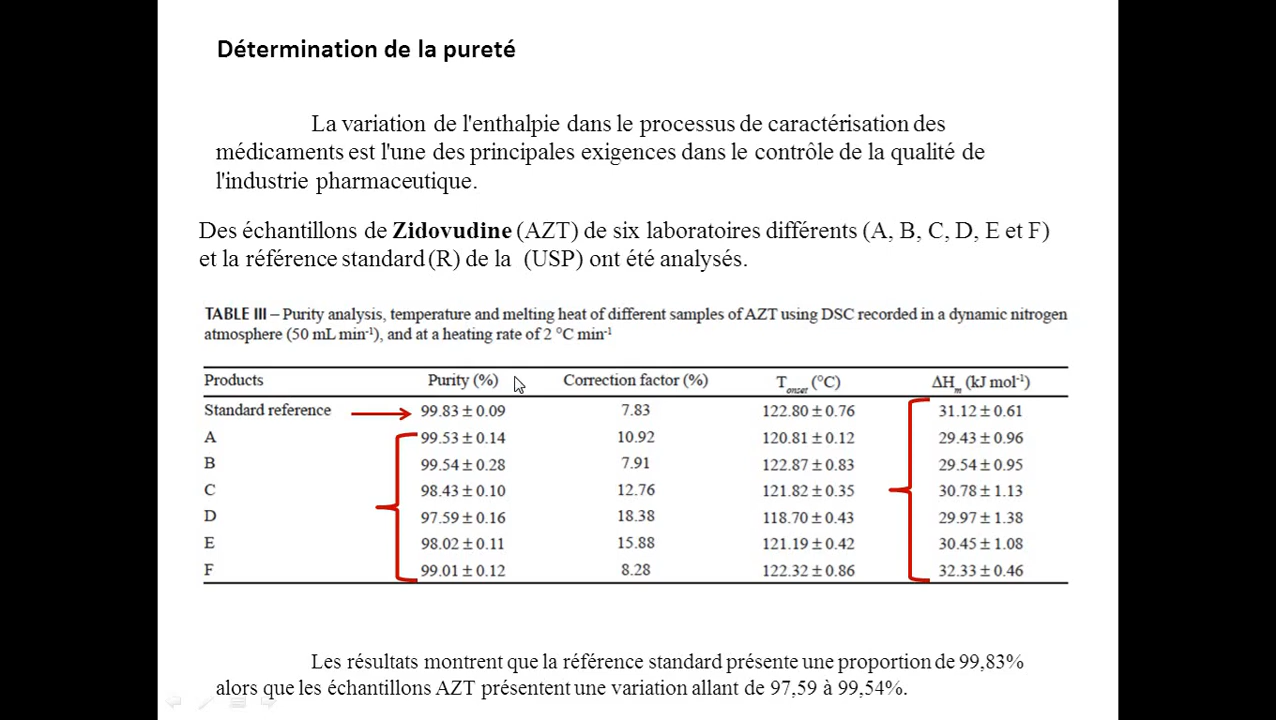 Détermination de la pureté
La variation de l'enthalpie dans le processus de caractérisation des
médicaments est l'une des principales exigences dans le contrôle de la qualité de
l'industrie pharmaceutique.
Des échantillons de Zidovudine (AZT) de six laboratoires différents (A, B, C, D, E et F)
et la référence standard (R) de la (USP) ont été analysés.
TABLE III – Purity analysis, temperature and melting heat of different samples of AZT using DSC recorded in a dynamic nitrogen
atmosphere (50 mL min⁻¹), and at a heating rate of 2 °C min⁻¹
Products Purity (%) Correction factor (%) Tonset (°C) ΔHm (kJ mol⁻¹)
Standard reference 99.83 ± 0.09 7.83 122.80 ± 0.76 31.12 ± 0.61
A 99.53 ± 0.14 10.92 120.81 ± 0.12 29.43 ± 0.96
B 99.54 ± 0.28 7.91 122.87 ± 0.83 29.54 ± 0.95
C 98.43 ± 0.10 12.76 121.82 ± 0.35 30.78 ± 1.13
D 97.59 ± 0.16 18.38 118.70 ± 0.43 29.97 ± 1.38
E 98.02 ± 0.11 15.88 121.19 ± 0.42 30.45 ± 1.08
F 99.01 ± 0.12 8.28 122.32 ± 0.86 32.33 ± 0.46
Les résultats montrent que la référence standard présente une proportion de 99,83%
alors que les échantillons AZT présentent une variation allant de 97,59 à 99,54%.